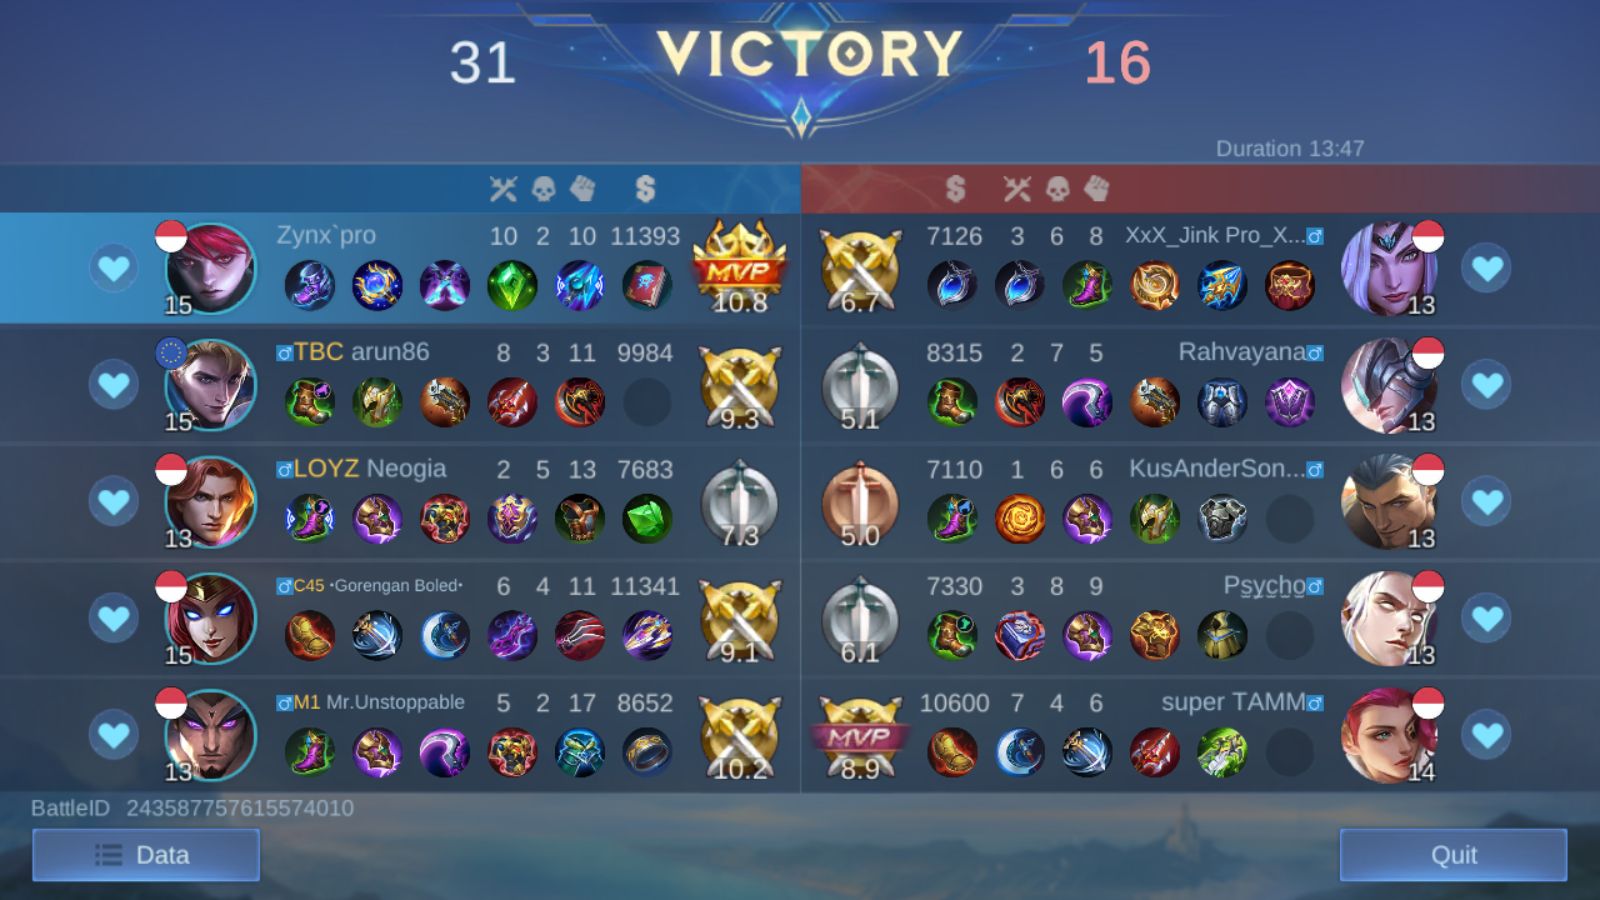 31 VICTORY 16
Duration 13:47
Zynx`pro 10 2 10 11393 MVP 10.8 15
6.7 7126 3 6 8 XxX_Jink Pro_X... 13
TBC arun86 8 3 11 9984 9.3 15
5.1 8315 2 7 5 Rahvayana 13
LOYZ Neogia 2 5 13 7683 7.3 13
5.0 7110 1 6 6 KusAnderSon... 13
C45 •Gorengan Boled• 6 4 11 11341 9.1 15
6.1 7330 3 8 9 Psycho 13
M1 Mr.Unstoppable 5 2 17 8652 10.2 13
MVP 8.9 10600 7 4 6 super TAMM 14
BattleID 243587757615574010
Data
Quit